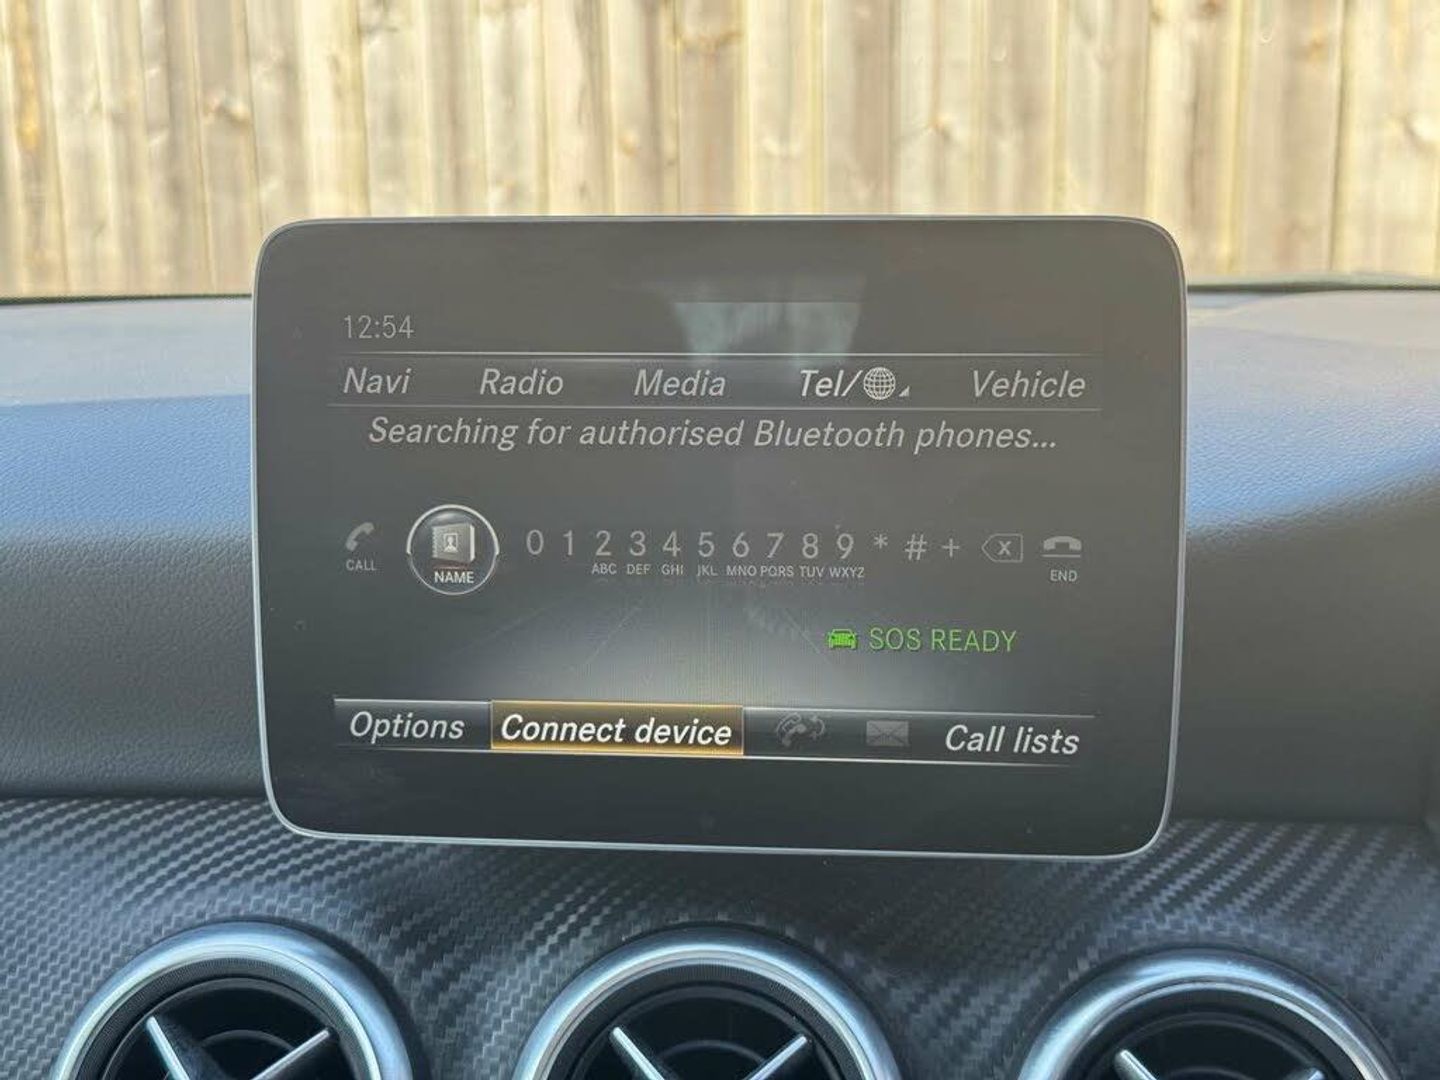 12:54
Navi Radio Media Tel/ Vehicle
Searching for authorised Bluetooth phones...
0 1 2 3 4 5 6 7 8 9 * # +
CALL NAME ABC DEF GHI JKL MNO PQRS TUV WXYZ X END
SOS READY
Options Connect device Call lists